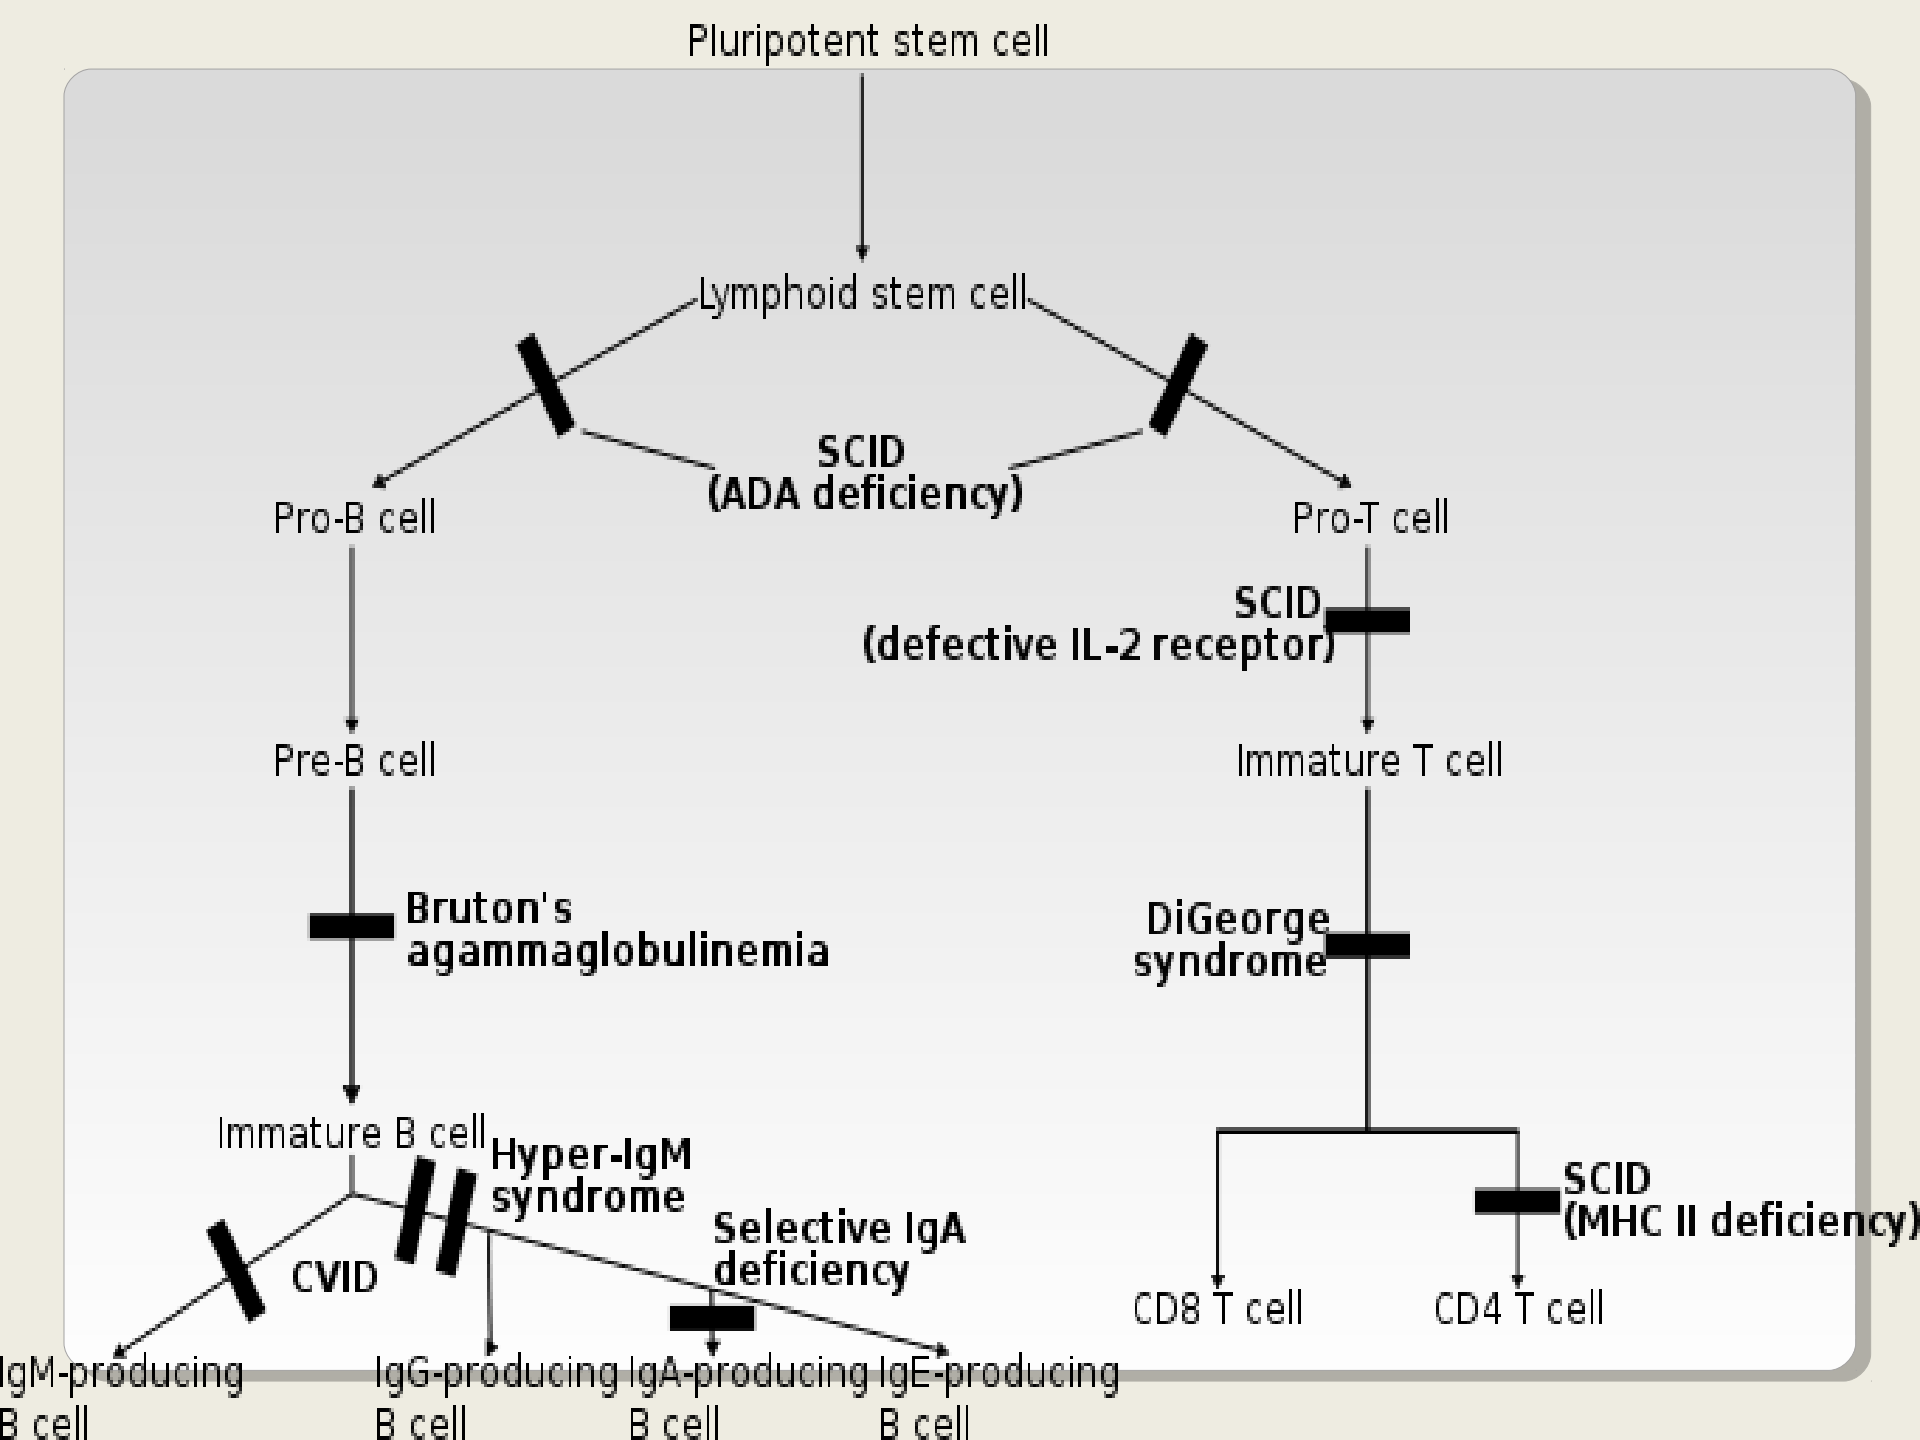 Pluripotent stem cell
Lymphoid stem cell
SCID
(ADA deficiency)
Pro-B cell
Pro-T cell
SCID
(defective IL-2 receptor)
Pre-B cell
Immature T cell
Bruton's
agammaglobulinemia
DiGeorge
syndrome
Immature B cell
Hyper-IgM
syndrome
SCID
(MHC II deficiency)
Selective IgA
deficiency
CVID
CD8 T cell
CD4 T cell
IgM-producing
B cell
IgG-producing
B cell
IgA-producing
B cell
IgE-producing
B cell